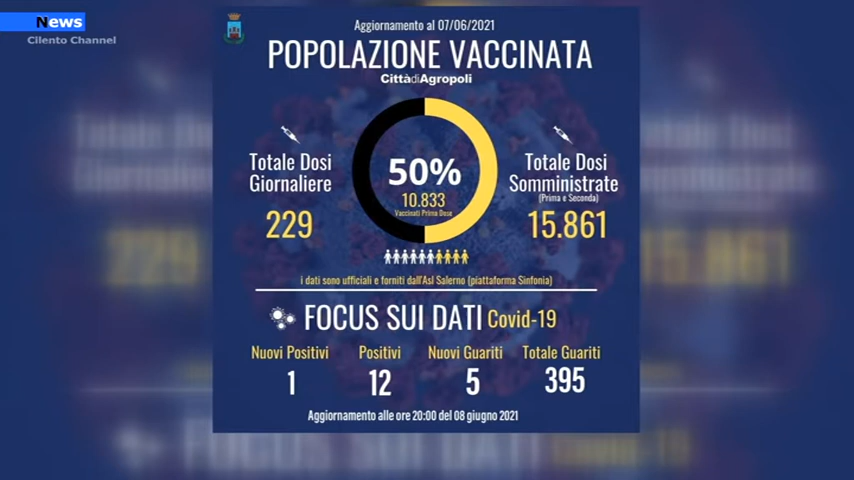 News
Cilento Channel
Aggiornamento al 07/06/2021
POPOLAZIONE VACCINATA
CittàdiAgropoli
Totale Dosi
Giornaliere
229
50%
10.833
Vaccinati Prima Dose
Totale Dosi
Somministrate
(Prima e Seconda)
15.861
i dati sono ufficiali e forniti dall'Asl Salerno (piattaforma Sinfonia)
FOCUS SUI DATI Covid-19
Nuovi Positivi Positivi Nuovi Guariti Totale Guariti
1 12 5 395
Aggiornamento alle ore 20:00 del 08 giugno 2021